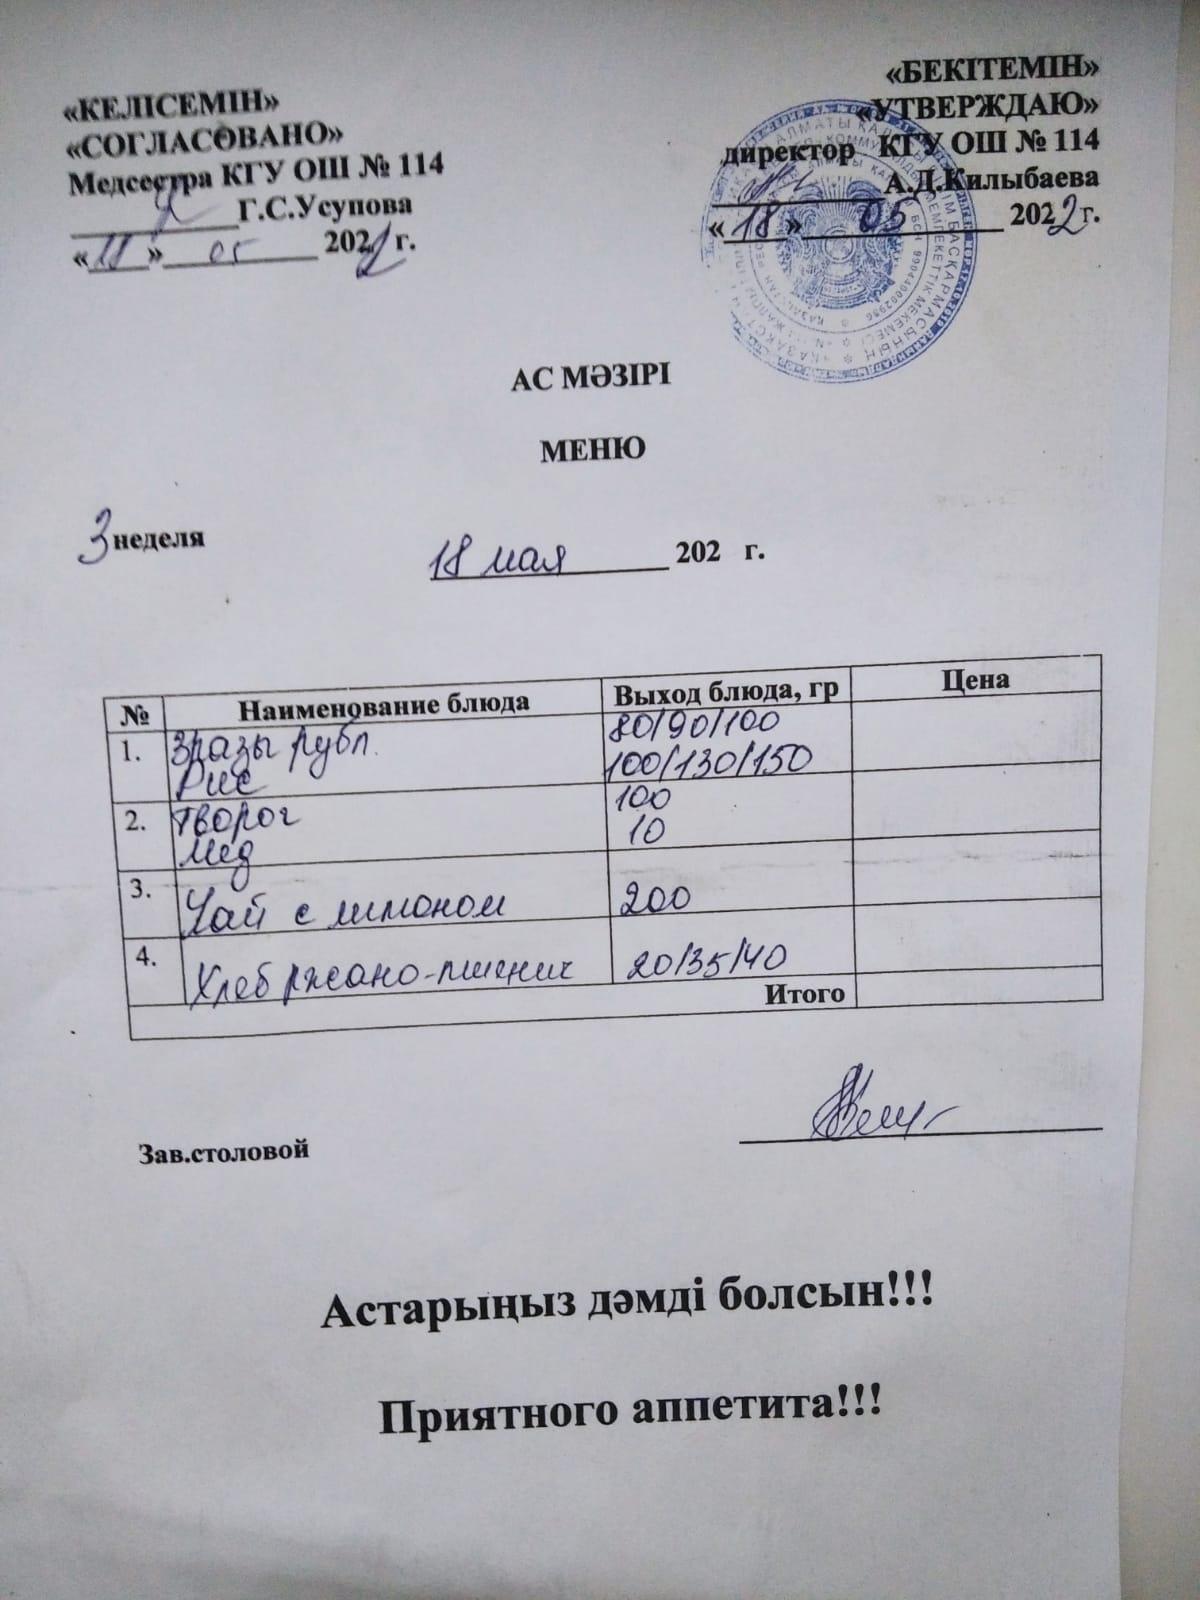 «КЕЛІСЕМІН»
«СОГЛАСОВАНО»
Медсестра КГУ ОШ № 114
Г.С.Усупова
«11» 05 2022 г.
«БЕКІТЕМІН»
«УТВЕРЖДАЮ»
директор КГУ ОШ № 114
А.Д.Килыбаева
«18» 05 2022 г.
АС МӘЗІРІ
МЕНЮ
3 неделя
18 мая 202 г.
№ Наименование блюда Выход блюда, гр Цена
1. Зразы рубл. 80/90/100
Рис 100/130/150
2. Творог 100
мед 10
3. Чай с лимоном 200
4. Хлеб ржано-пшенич 20/35/40
Итого
Зав.столовой
Астарыңыз дәмді болсын!!!
Приятного аппетита!!!